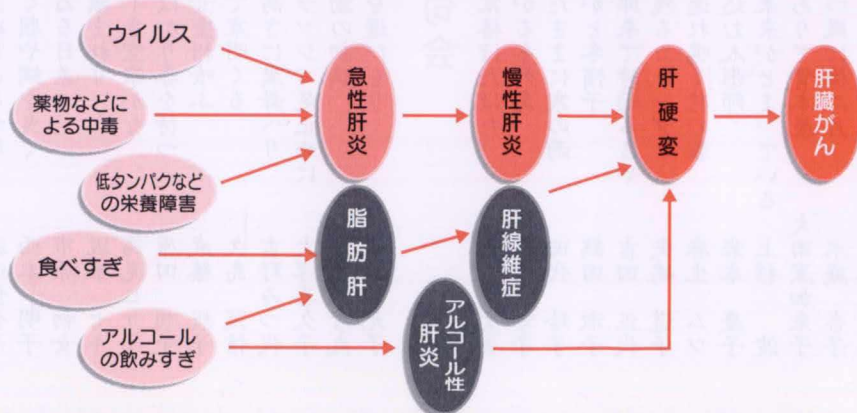 ウイルス
薬物などに
よる中毒
低タンパクなど
の栄養障害
食べすぎ
アルコール
の飲みすぎ
急性肝炎
脂肪肝
アルコール性
肝炎
慢性肝炎
肝線維症
肝硬変
肝臓がん